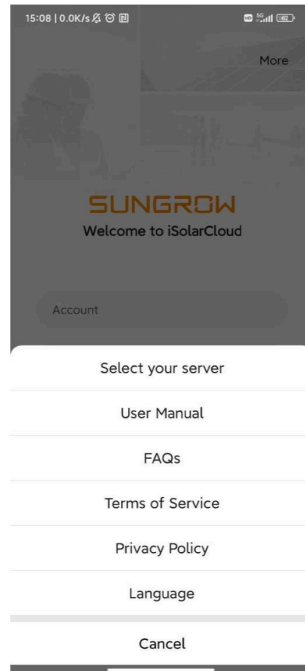 15:08 | 0.0K/s
5G
More
SUNGROW
Welcome to iSolarCloud
Account
Select your server
User Manual
FAQs
Terms of Service
Privacy Policy
Language
Cancel